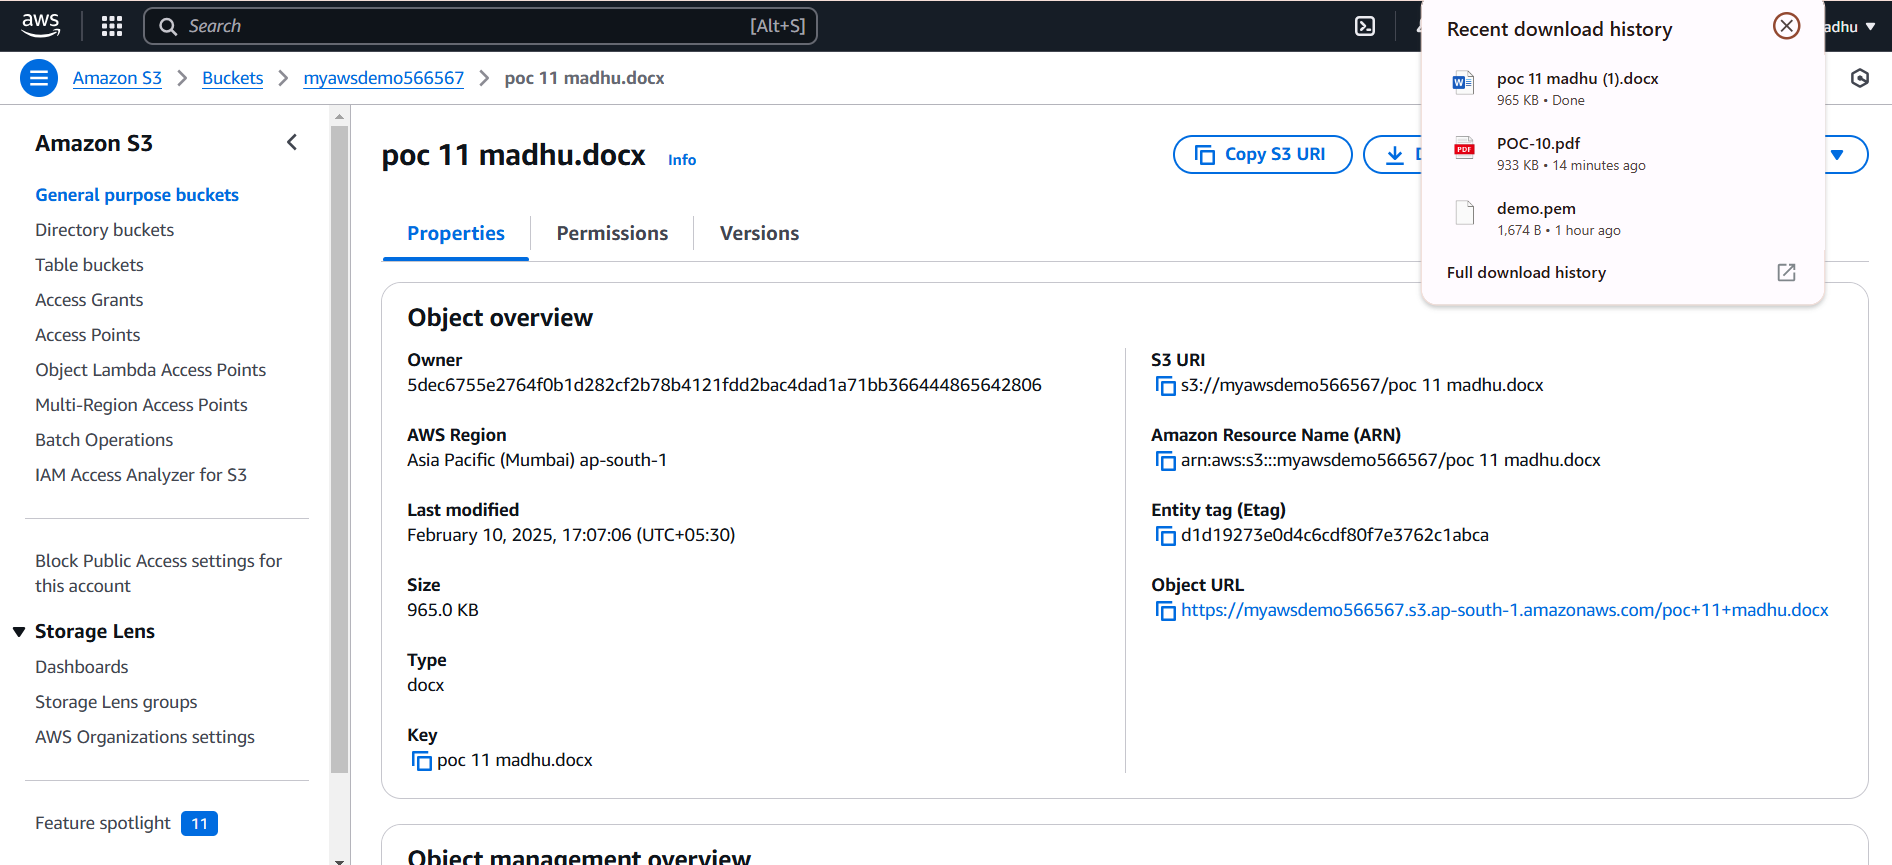 aws
Search
[Alt+S]
adhu
Amazon S3
Buckets
myawsdemo566567
poc 11 madhu.docx
Recent download history
poc 11 madhu (1).docx
965 KB • Done
POC-10.pdf
933 KB • 14 minutes ago
demo.pem
1,674 B • 1 hour ago
Full download history
Amazon S3
General purpose buckets
Directory buckets
Table buckets
Access Grants
Access Points
Object Lambda Access Points
Multi-Region Access Points
Batch Operations
IAM Access Analyzer for S3
Block Public Access settings for
this account
Storage Lens
Dashboards
Storage Lens groups
AWS Organizations settings
Feature spotlight 11
poc 11 madhu.docx Info
Copy S3 URI
Properties
Permissions
Versions
Object overview
Owner
5dec6755e2764f0b1d282cf2b78b4121fdd2bac4dad1a71bb366444865642806
AWS Region
Asia Pacific (Mumbai) ap-south-1
Last modified
February 10, 2025, 17:07:06 (UTC+05:30)
Size
965.0 KB
Type
docx
Key
poc 11 madhu.docx
S3 URI
s3://myawsdemo566567/poc 11 madhu.docx
Amazon Resource Name (ARN)
arn:aws:s3:::myawsdemo566567/poc 11 madhu.docx
Entity tag (Etag)
d1d19273e0d4c6cdf80f7e3762c1abca
Object URL
https://myawsdemo566567.s3.ap-south-1.amazonaws.com/poc+11+madhu.docx
Object management overview